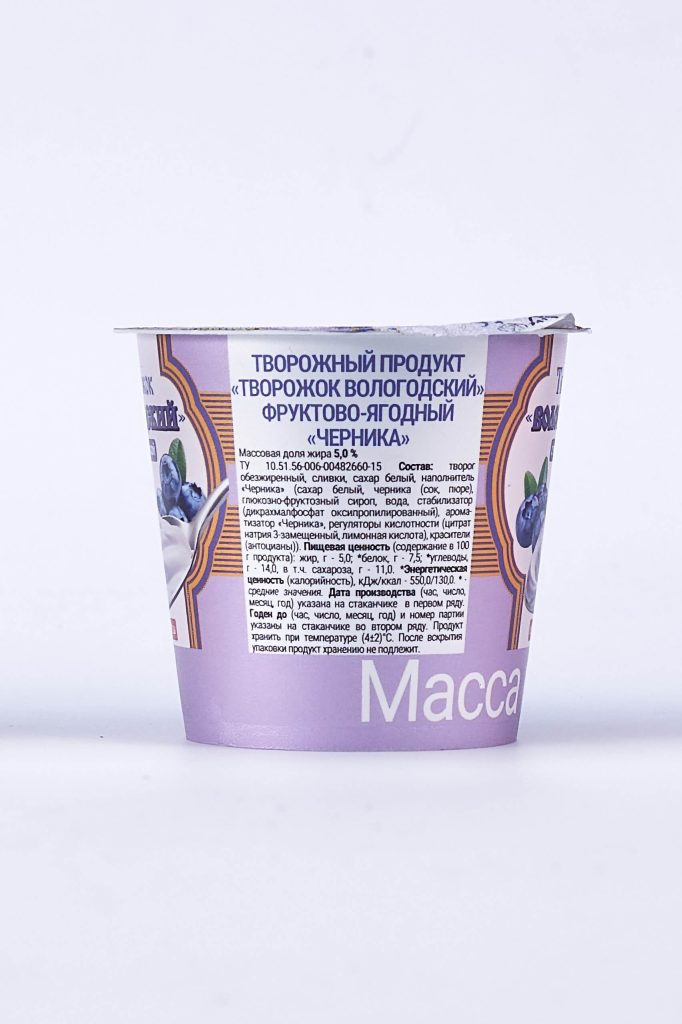 ТВОРОЖНЫЙ ПРОДУКТ
«ТВОРОЖОК ВОЛОГОДСКИЙ»
ФРУКТОВО-ЯГОДНЫЙ
«ЧЕРНИКА»
Массовая доля жира 5,0 %
ТУ 10.51.56-006-00482660-15 Состав: творог
обезжиренный, сливки, сахар белый, наполнитель
«Черника» (сахар белый, черника (сок, пюре),
глюкозно-фруктозный сироп, вода, стабилизатор
(дикрахмалфосфат оксипропилированный), арома-
тизатор «Черника», регуляторы кислотности (цитрат
натрия 3-замещенный, лимонная кислота), красители
(антоцианы)). Пищевая ценность (содержание в 100
г продукта): жир, г - 5,0; *белок, г - 7,5; *углеводы,
г - 14,0, в т.ч. сахароза, г - 11,0. *Энергетическая
ценность (калорийность), кДж/ккал - 550,0/130,0. * -
средние значения. Дата производства (час, число,
месяц, год) указана на стаканчике в первом ряду.
Годен до (час, число, месяц, год) и номер партии
указаны на стаканчике во втором ряду. Продукт
хранить при температуре (4±2)°С. После вскрытия
упаковки продукт хранению не подлежит.
Масса